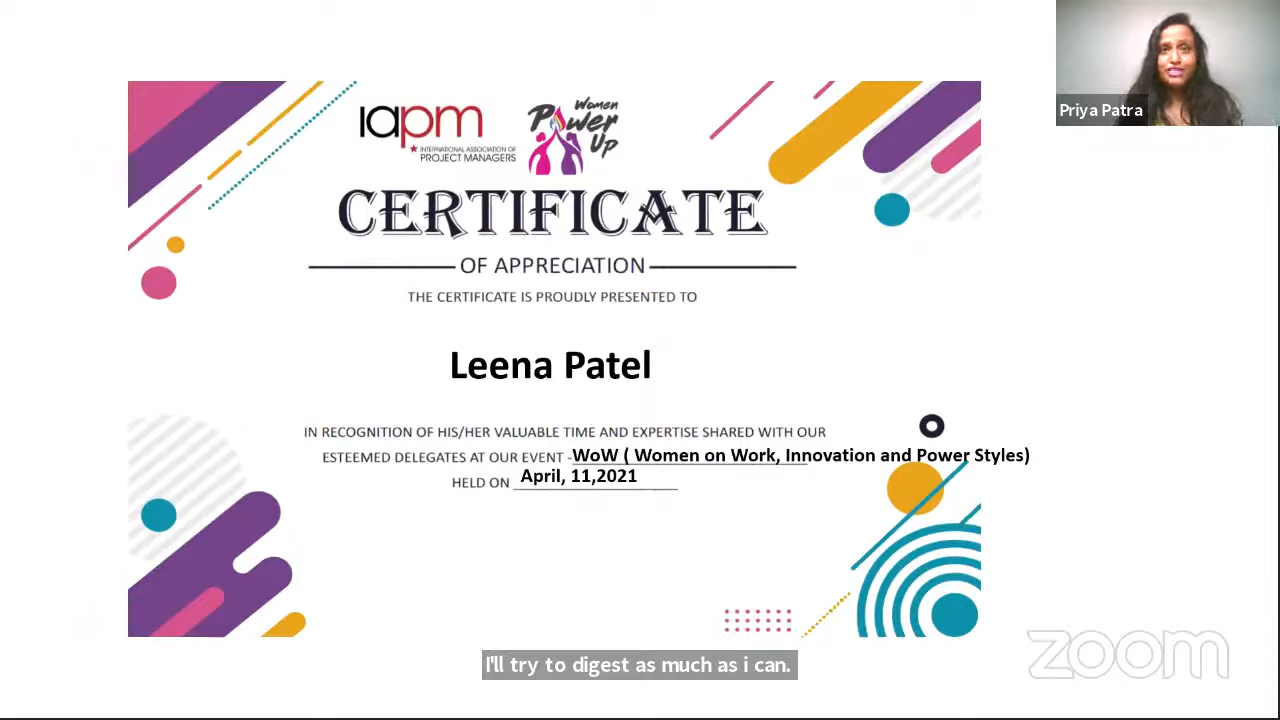 Priya Patra
iapm
INTERNATIONAL ASSOCIATION OF
PROJECT MANAGERS
Women
Power
Up
CERTIFICATE
OF APPRECIATION
THE CERTIFICATE IS PROUDLY PRESENTED TO
Leena Patel
IN RECOGNITION OF HIS/HER VALUABLE TIME AND EXPERTISE SHARED WITH OUR
ESTEEMED DELEGATES AT OUR EVENT -WoW ( Women on Work, Innovation and Power Styles)
HELD ON April, 11,2021
I'll try to digest as much as i can.
zoom